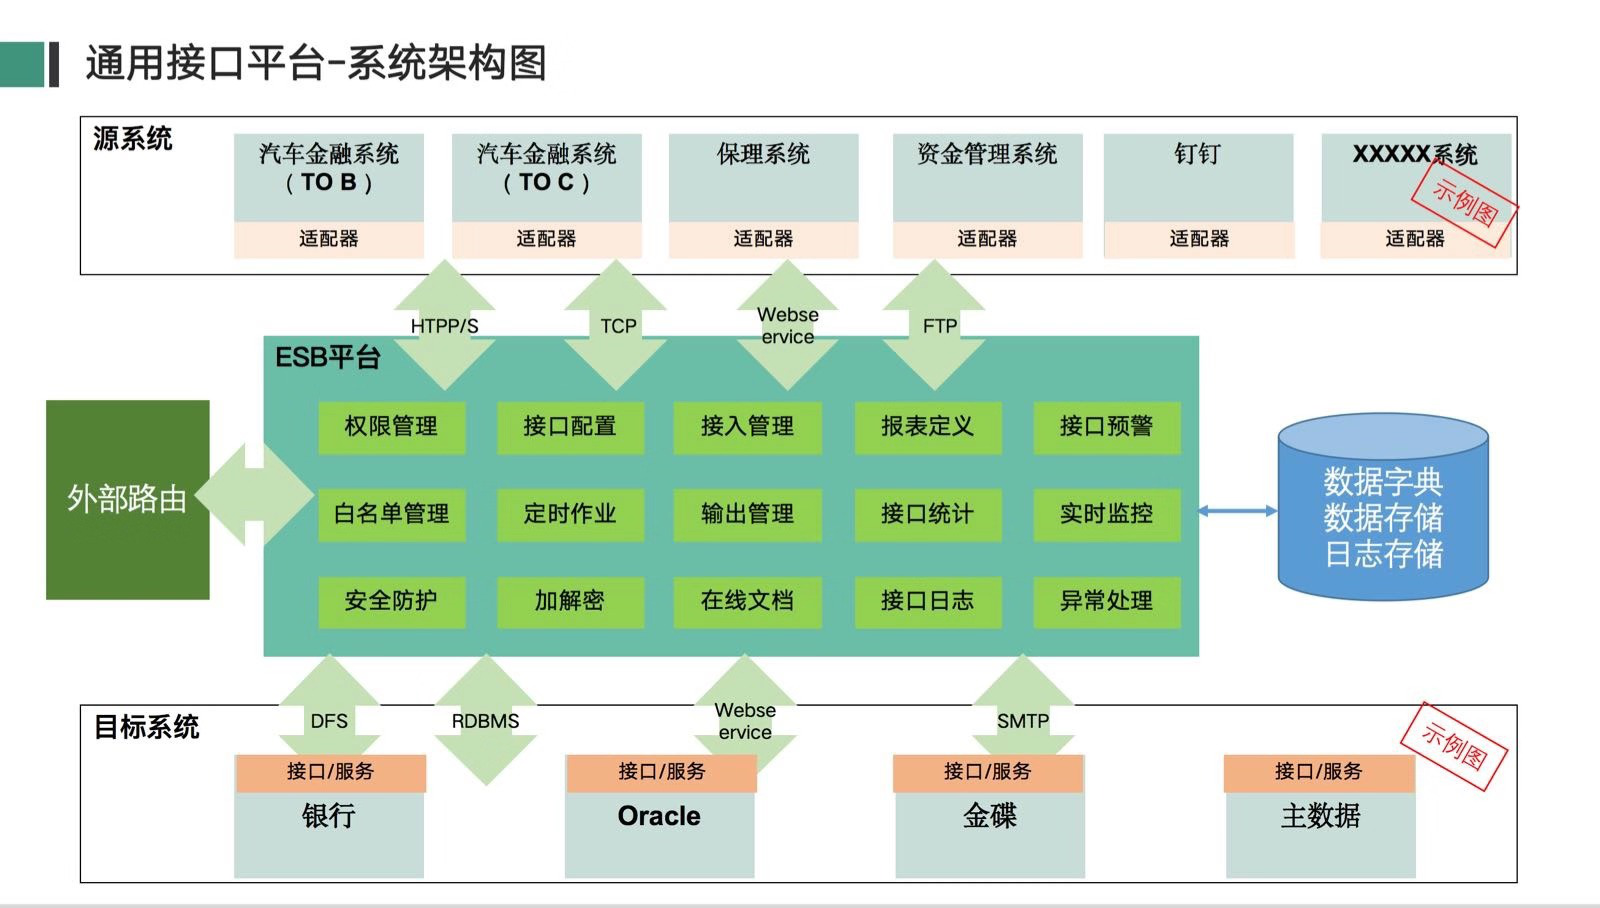 通用接口平台-系统架构图
源系统
汽车金融系统
（TO B）
汽车金融系统
（TO C）
保理系统
资金管理系统
钉钉
XXXXX系统
示例图
适配器
适配器
适配器
适配器
适配器
适配器
HTPP/S
TCP
Webse
ervice
FTP
ESB平台
权限管理
接口配置
接入管理
报表定义
接口预警
外部路由
白名单管理
定时作业
输出管理
接口统计
实时监控
数据字典
数据存储
日志存储
安全防护
加解密
在线文档
接口日志
异常处理
DFS
RDBMS
Webse
ervice
SMTP
目标系统
示例图
接口/服务
接口/服务
接口/服务
接口/服务
银行
Oracle
金碟
主数据